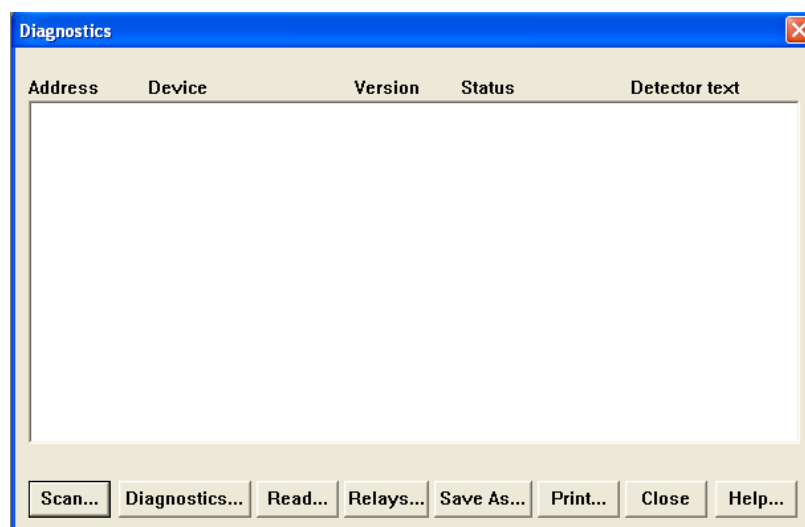 Diagnostics
Address Device Version Status Detector text
Scan... Diagnostics... Read... Relays... Save As... Print... Close Help...